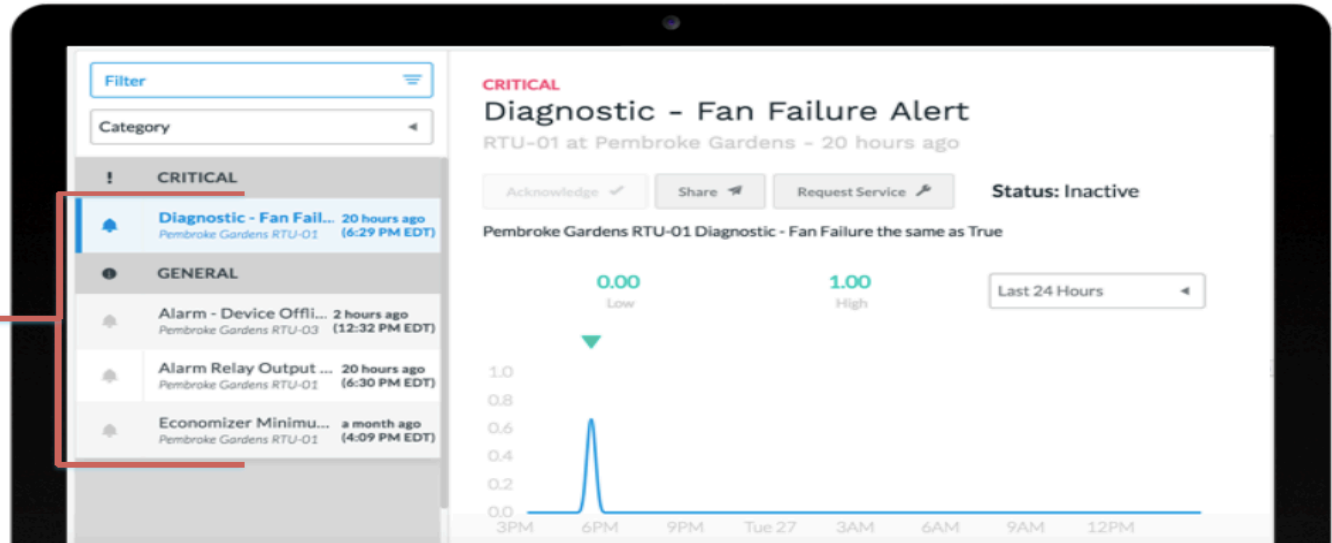 Filter
Category
! CRITICAL
Diagnostic - Fan Fail... 20 hours ago
Pembroke Gardens RTU-01 (6:29 PM EDT)
GENERAL
Alarm - Device Offli... 2 hours ago
Pembroke Gardens RTU-03 (12:32 PM EDT)
Alarm Relay Output ... 20 hours ago
Pembroke Gardens RTU-01 (6:30 PM EDT)
Economizer Minimu... a month ago
Pembroke Gardens RTU-01 (4:09 PM EDT)
CRITICAL
Diagnostic - Fan Failure Alert
RTU-01 at Pembroke Gardens - 20 hours ago
Acknowledge Share Request Service Status: Inactive
Pembroke Gardens RTU-01 Diagnostic - Fan Failure the same as True
0.00 1.00
Low High
Last 24 Hours
1.0
0.8
0.6
0.4
0.2
0.0
3PM 6PM 9PM Tue 27 3AM 6AM 9AM 12PM